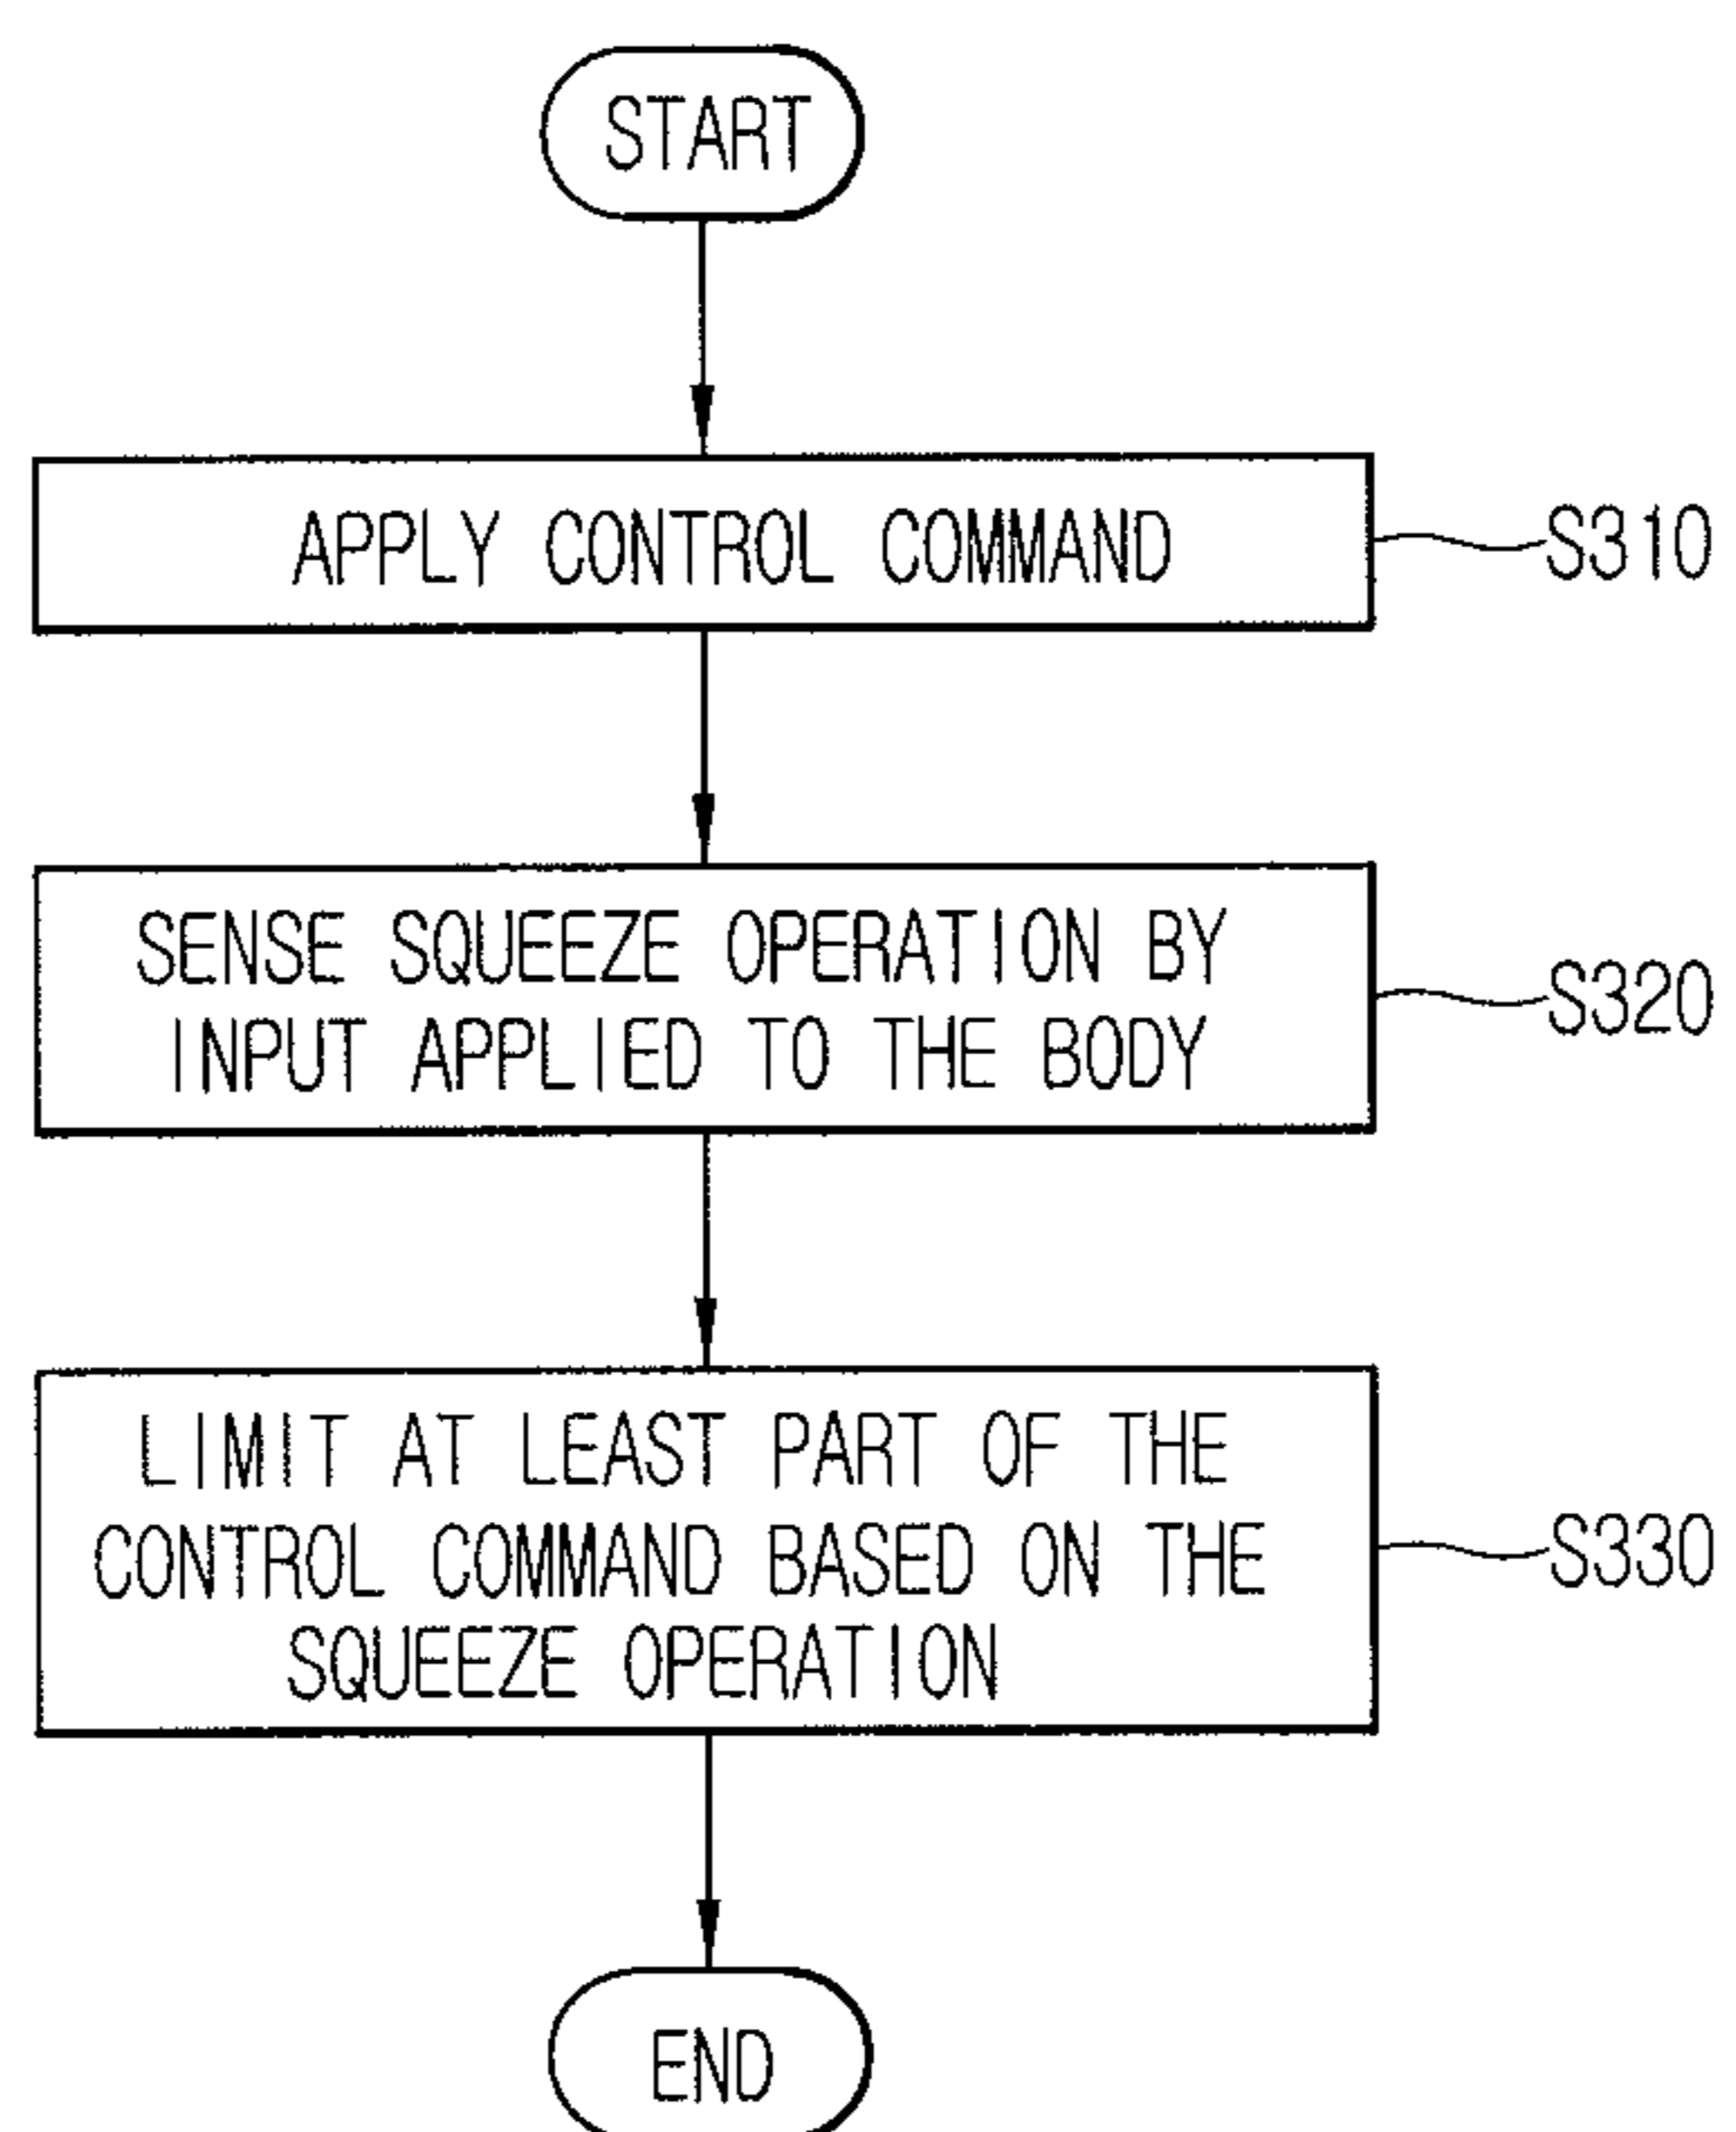 START
APPLY CONTROL COMMAND
S310
SENSE SQUEEZE OPERATION BY
INPUT APPLIED TO THE BODY
S320
LIMIT AT LEAST PART OF THE
CONTROL COMMAND BASED ON THE
SQUEEZE OPERATION
S330
END